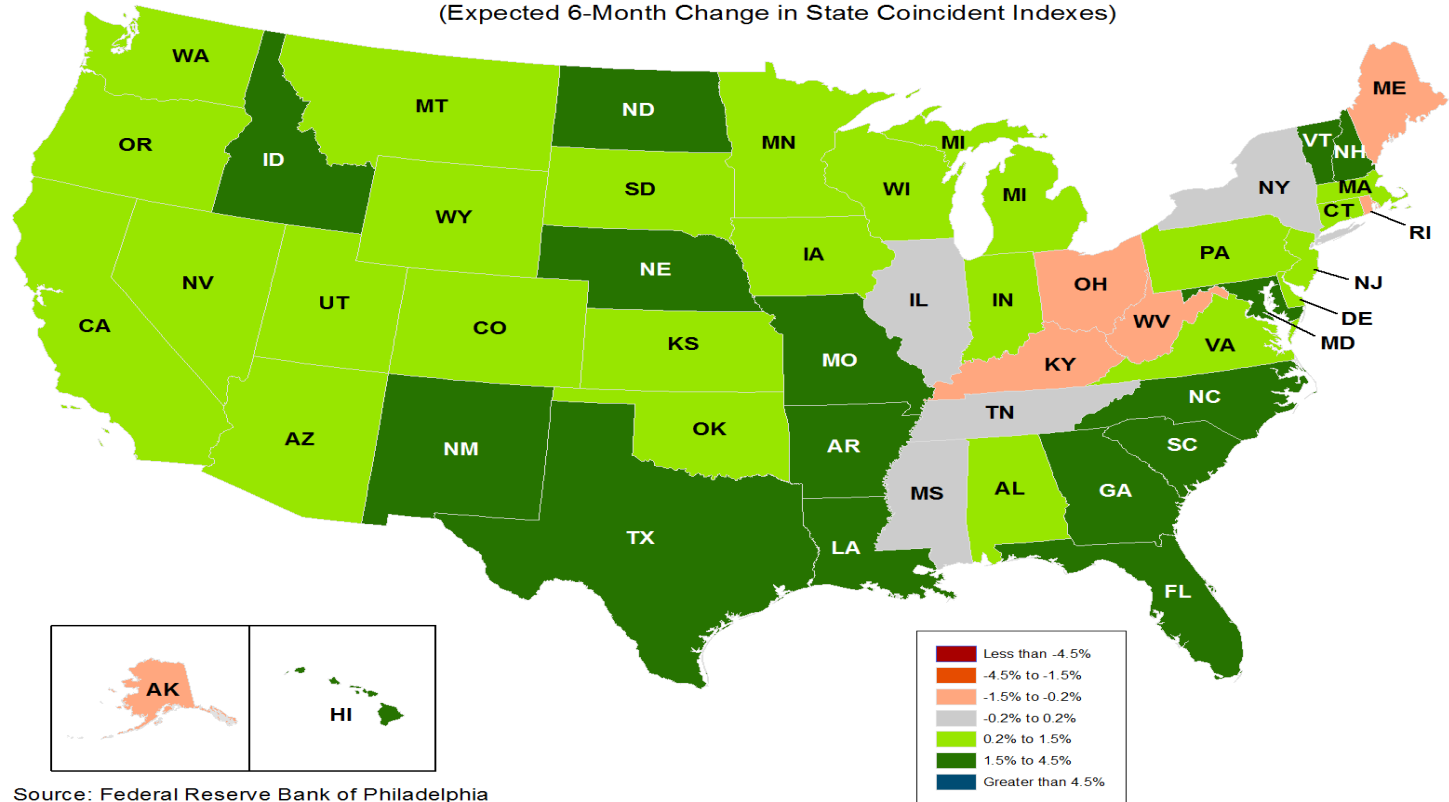 (Expected 6-Month Change in State Coincident Indexes)
WA
MT
ND
ME
OR
ID
MN
MI
VT
NH
SD
WI
MI
NY
MA
WY
CT
RI
NE
IA
PA
NV
UT
CO
IL
IN
OH
NJ
CA
KS
MO
WV
DE
VA
MD
KY
NC
TN
AZ
NM
OK
AR
SC
MS
AL
GA
TX
LA
FL
AK
HI
Less than -4.5%
-4.5% to -1.5%
-1.5% to -0.2%
-0.2% to 0.2%
0.2% to 1.5%
1.5% to 4.5%
Greater than 4.5%
Source: Federal Reserve Bank of Philadelphia